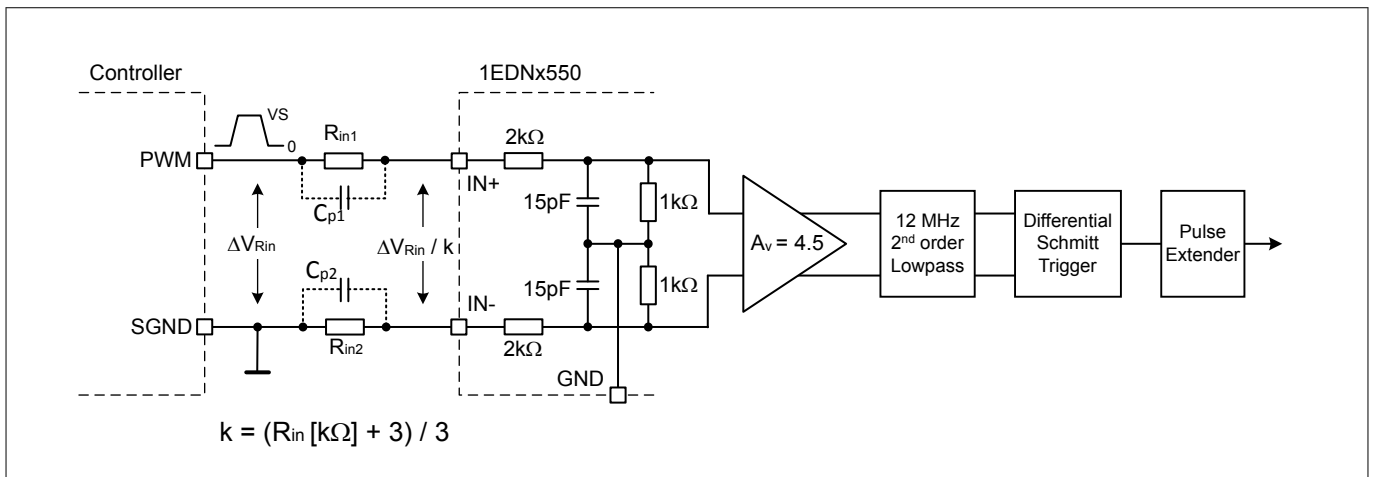 Controller
1EDNx550
VS
0
Rin1
2kΩ
PWM
IN+
Cp1
15pF
1kΩ
ΔVRin
ΔVRin / k
Av = 4.5
12 MHz
2nd order
Lowpass
Differential
Schmitt
Trigger
Pulse
Extender
Cp2
15pF
1kΩ
IN-
SGND
Rin2
2kΩ
GND
k = (Rin [kΩ] + 3) / 3